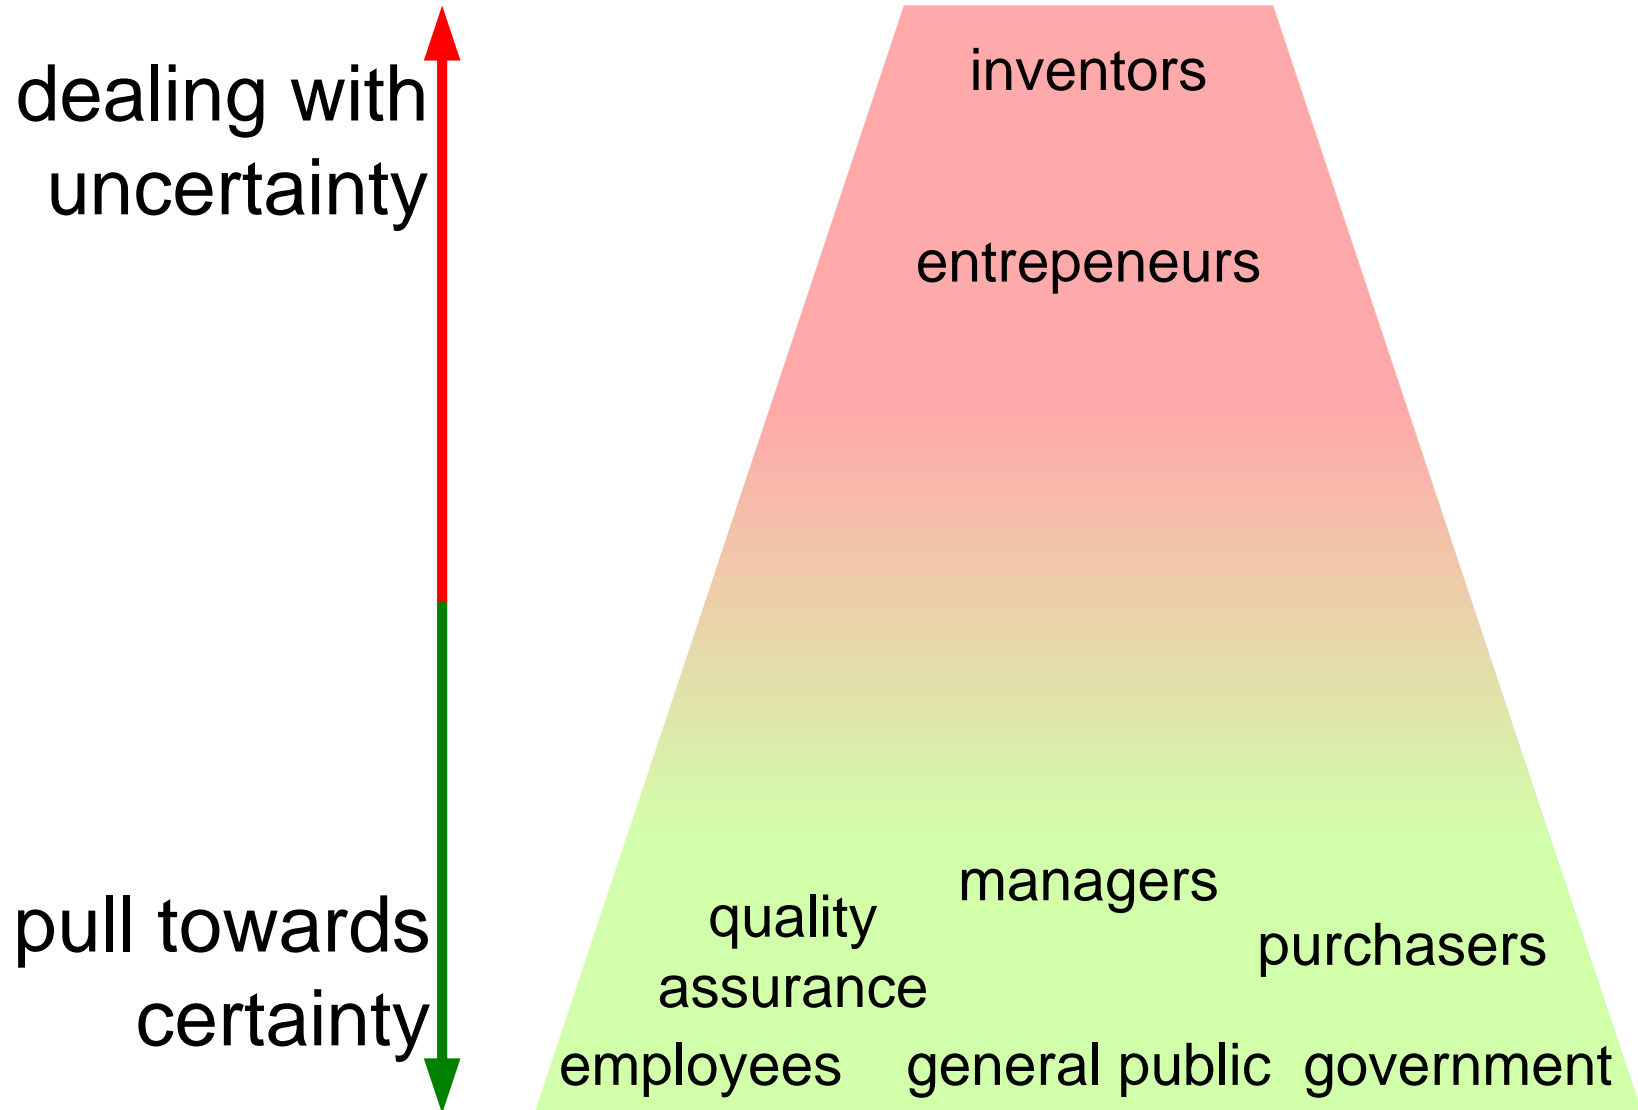 dealing with
uncertainty
inventors
entrepeneurs
pull towards
certainty
managers
quality
assurance
purchasers
employees
general public
government